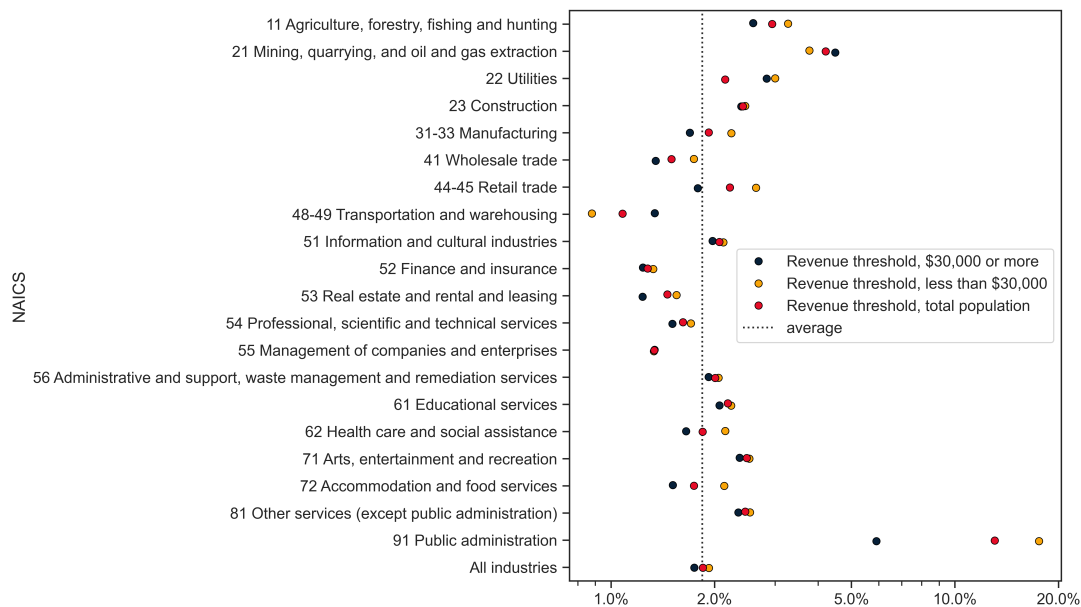 11 Agriculture, forestry, fishing and hunting
21 Mining, quarrying, and oil and gas extraction
22 Utilities
23 Construction
31-33 Manufacturing
41 Wholesale trade
44-45 Retail trade
48-49 Transportation and warehousing
51 Information and cultural industries
52 Finance and insurance
53 Real estate and rental and leasing
54 Professional, scientific and technical services
55 Management of companies and enterprises
56 Administrative and support, waste management and remediation services
61 Educational services
62 Health care and social assistance
71 Arts, entertainment and recreation
72 Accommodation and food services
81 Other services (except public administration)
91 Public administration
All industries
NAICS
Revenue threshold, $30,000 or more
Revenue threshold, less than $30,000
Revenue threshold, total population
average
1.0% 2.0% 5.0% 10.0% 20.0%